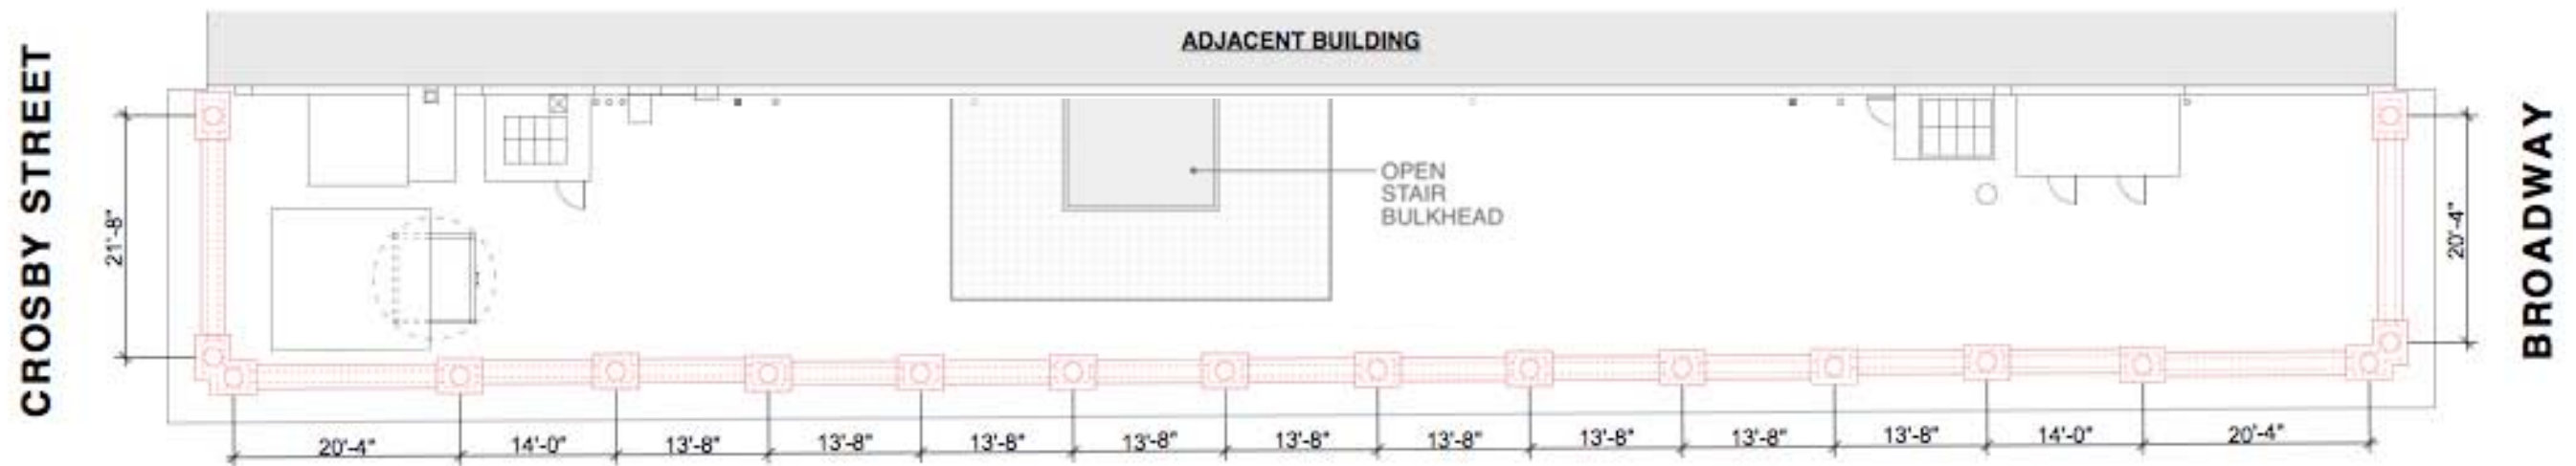 ADJACENT BUILDING
CROSBY STREET
21'-8"
OPEN
STAIR
BULKHEAD
20'-4"
BROADWAY
20'-4"
14'-0"
13'-8"
13'-8"
13'-8"
13'-8"
13'-8"
13'-8"
13'-8"
13'-8"
13'-8"
14'-0"
20'-4"